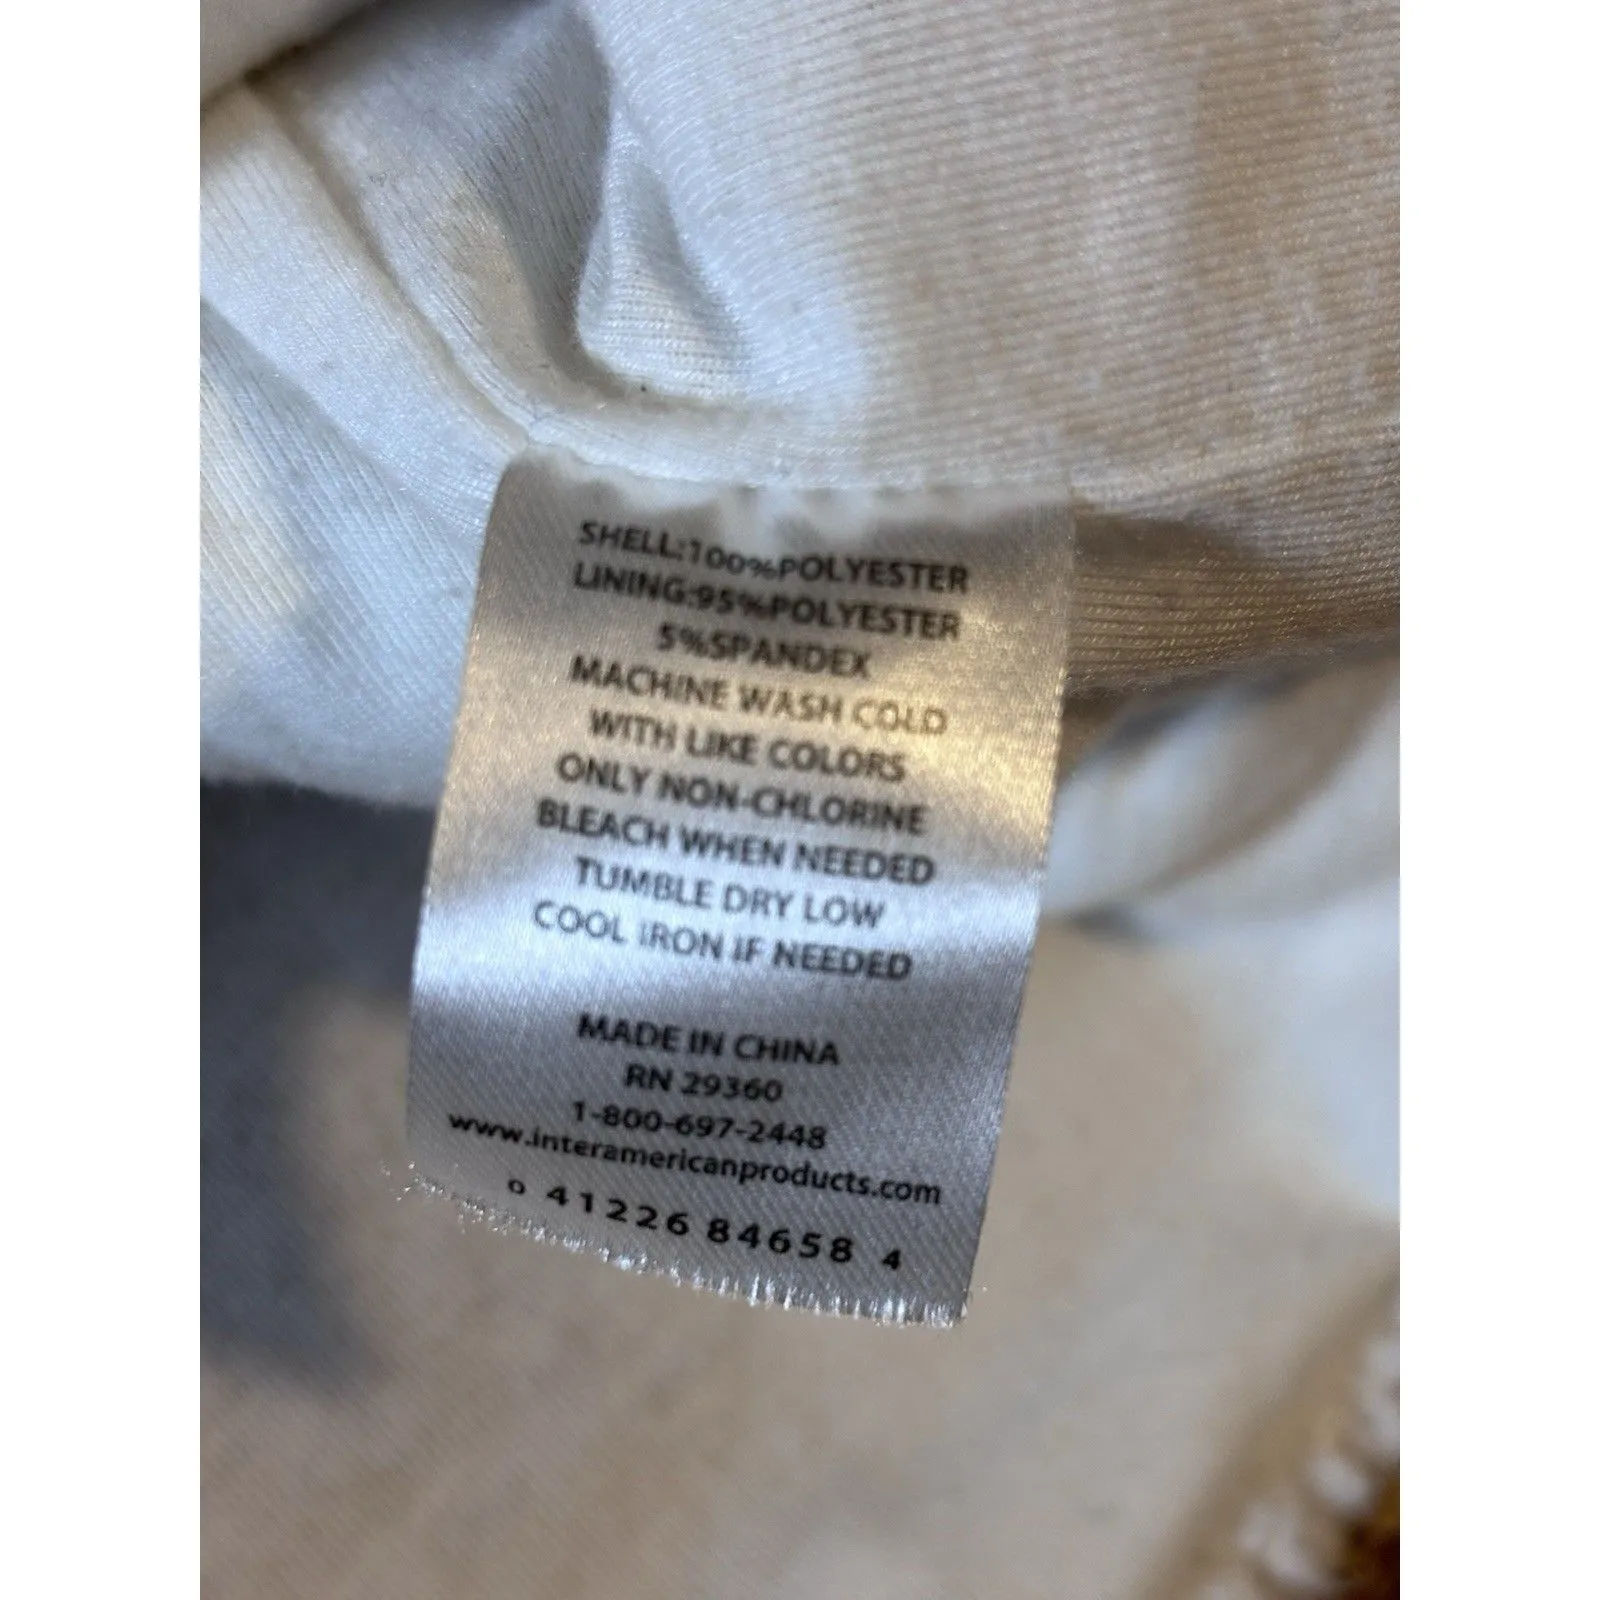 SHELL:100%POLYESTER
LINING:95%POLYESTER
5%SPANDEX
MACHINE WASH COLD
WITH LIKE COLORS
ONLY NON-CHLORINE
BLEACH WHEN NEEDED
TUMBLE DRY LOW
COOL IRON IF NEEDED
MADE IN CHINA
RN 29360
1-800-697-2448
www.interamericanproducts.com
0 41226 84658 4